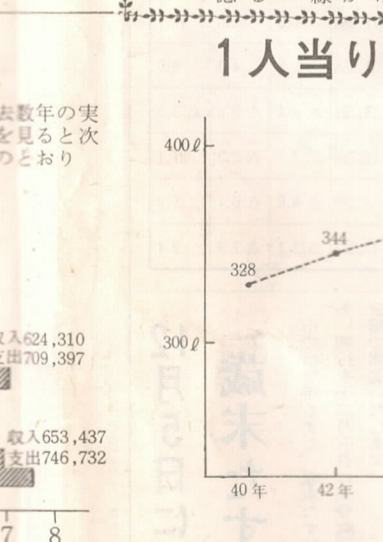 1人当り
去数年の実
を見ると次
のとおり
400ℓ
344
328
300ℓ
収入624,310
支出709,397
収入653,437
支出746,732
40年
42年
7
8